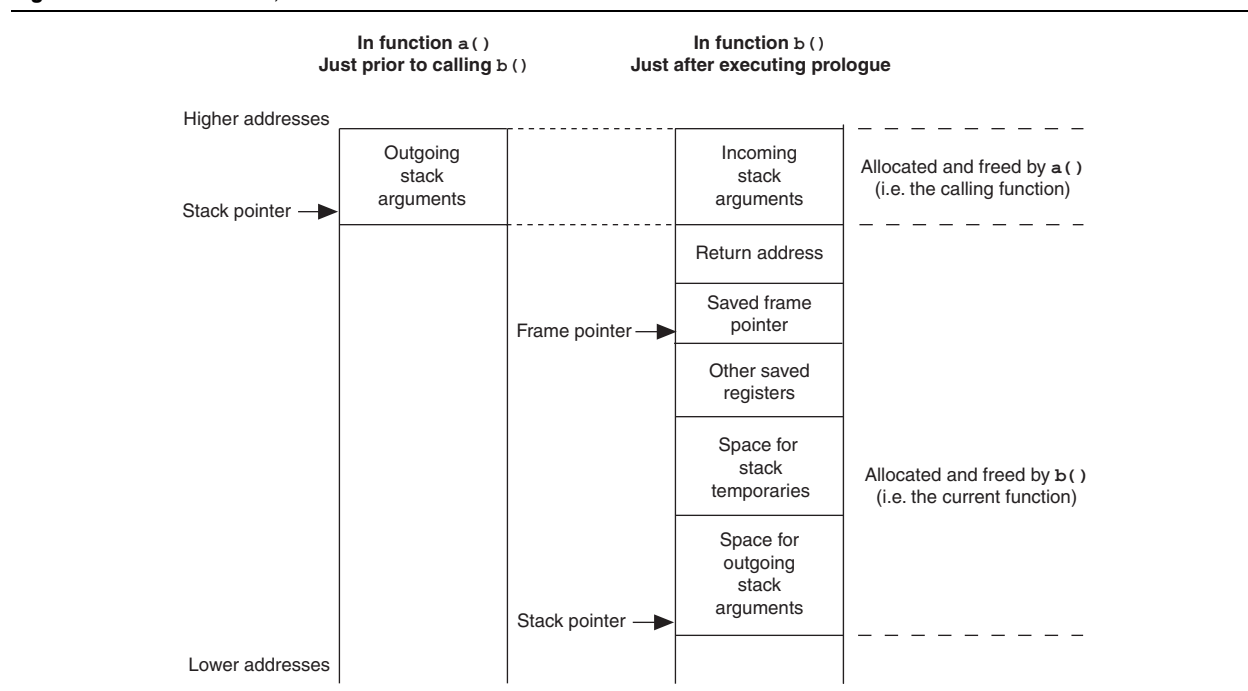 In function a()
Just prior to calling b()
In function b()
Just after executing prologue
Higher addresses
Outgoing
stack
arguments
Incoming
stack
arguments
Allocated and freed by a()
(i.e. the calling function)
Stack pointer
Return address
Saved frame
pointer
Frame pointer
Other saved
registers
Space for
stack
temporaries
Allocated and freed by b()
(i.e. the current function)
Space for
outgoing
stack
arguments
Stack pointer
Lower addresses